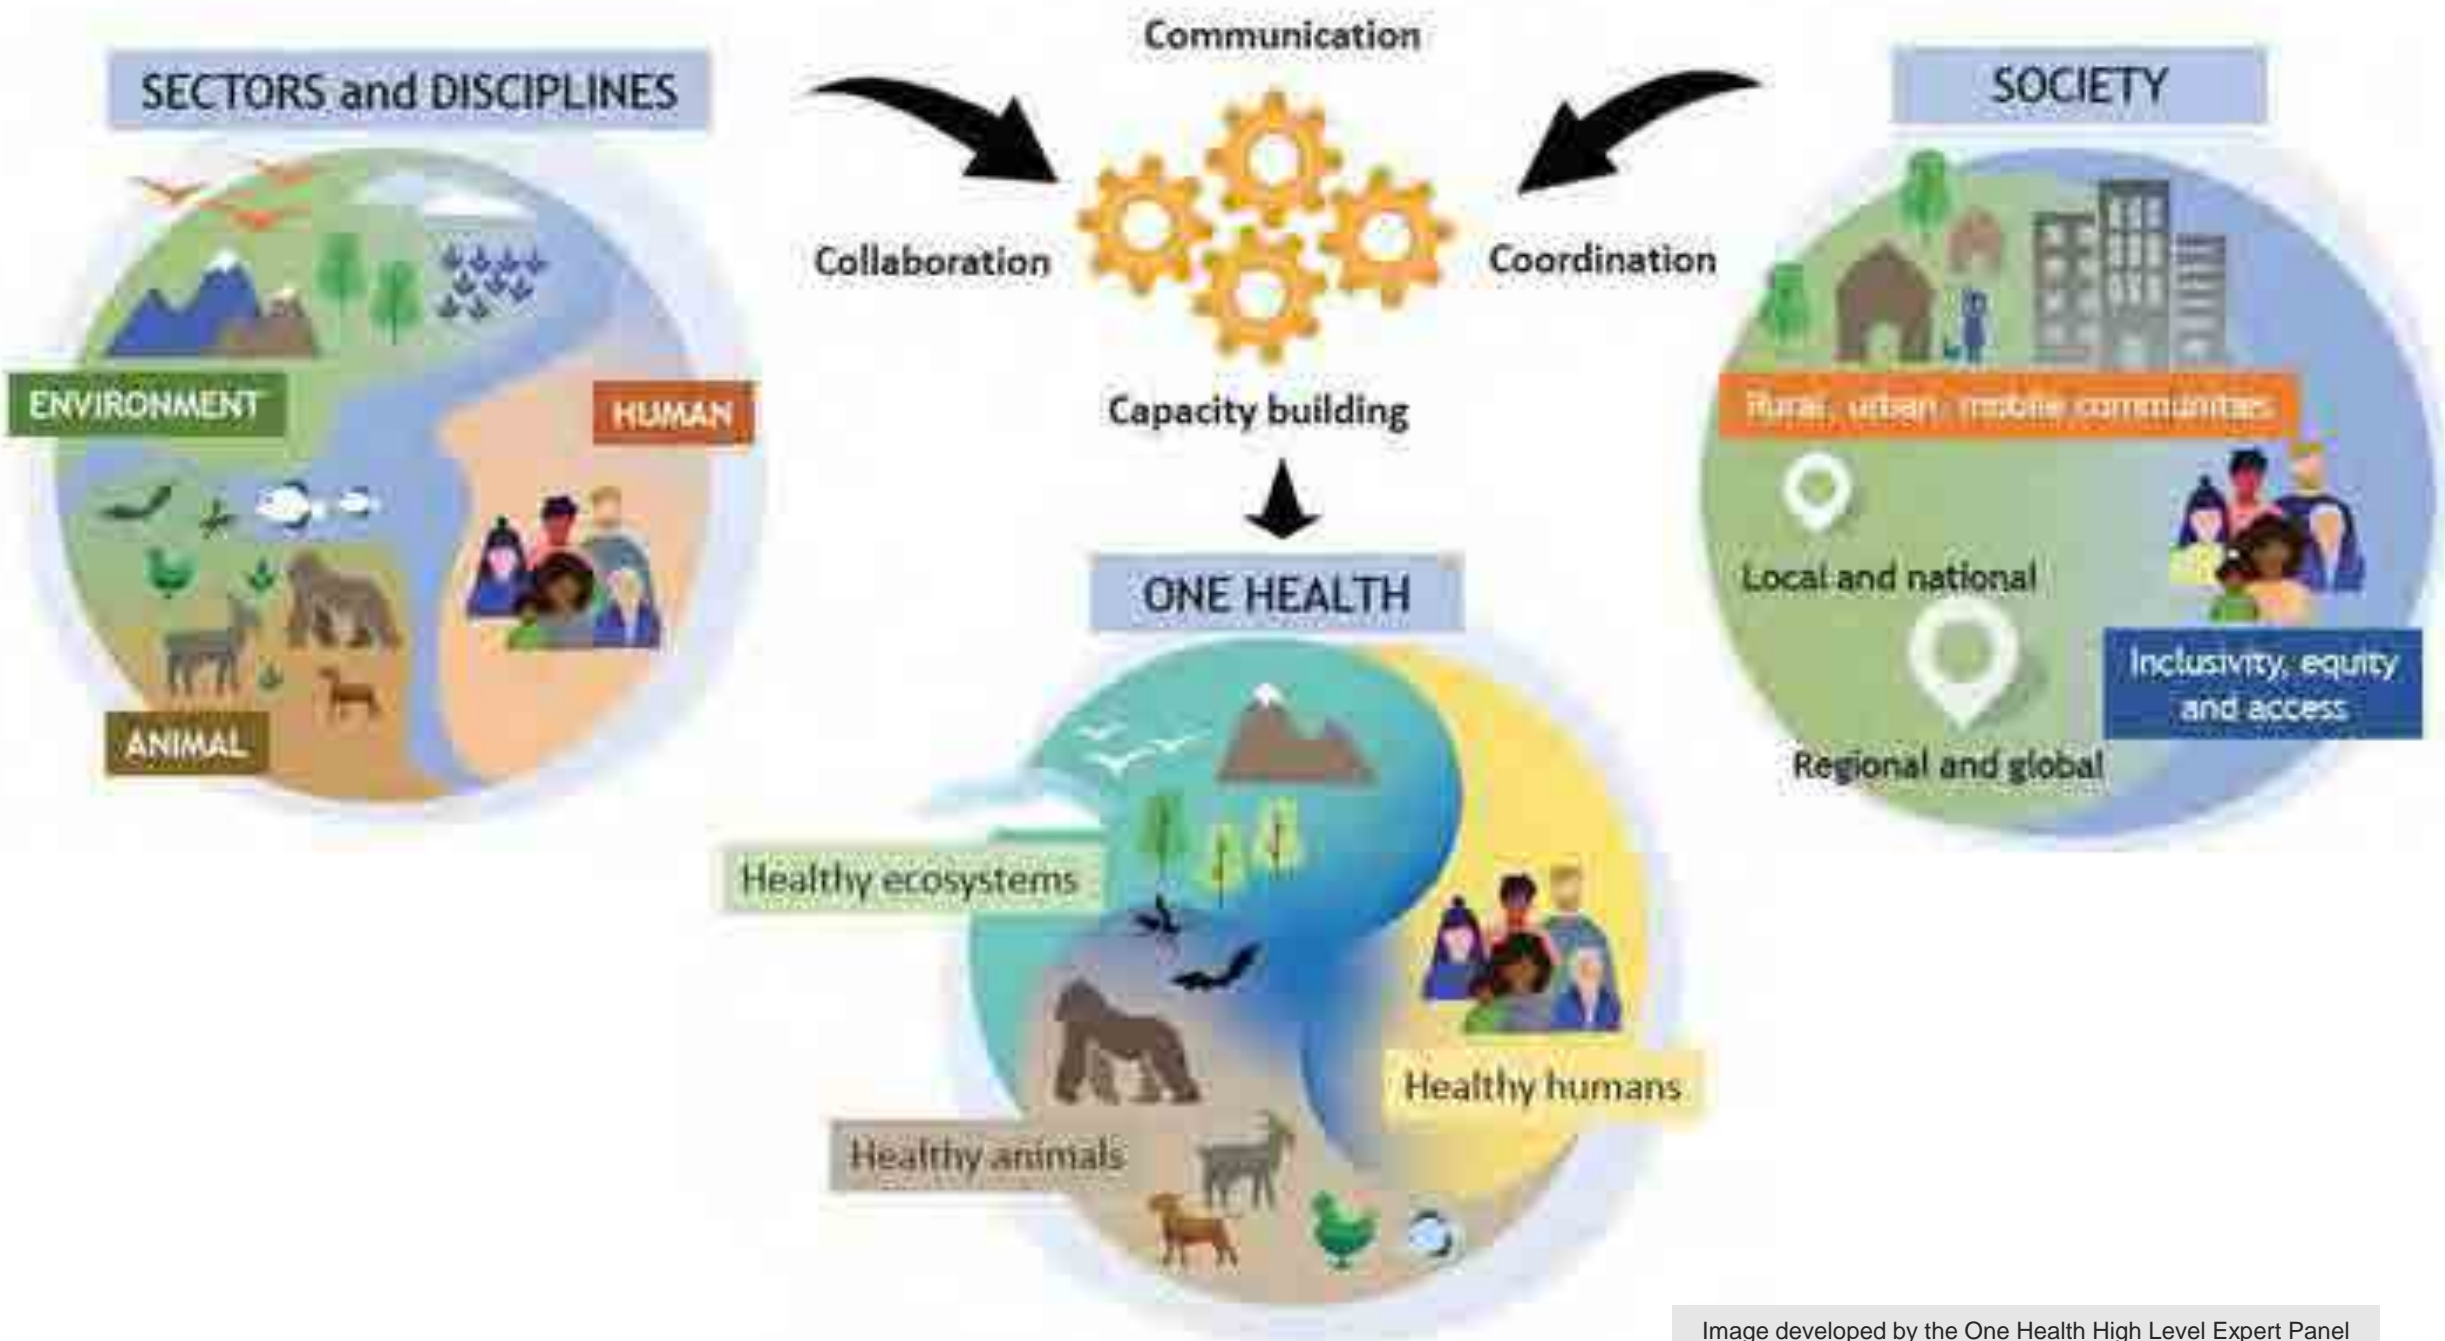 SECTORS and DISCIPLINES
ENVIRONMENT
HUMAN
ANIMAL
Communication
Collaboration
Coordination
Capacity building
SOCIETY
Rural, urban, mobile communities
Local and national
Regional and global
Inclusivity, equity
and access
ONE HEALTH
Healthy ecosystems
Healthy humans
Healthy animals
Image developed by the One Health High Level Expert Panel